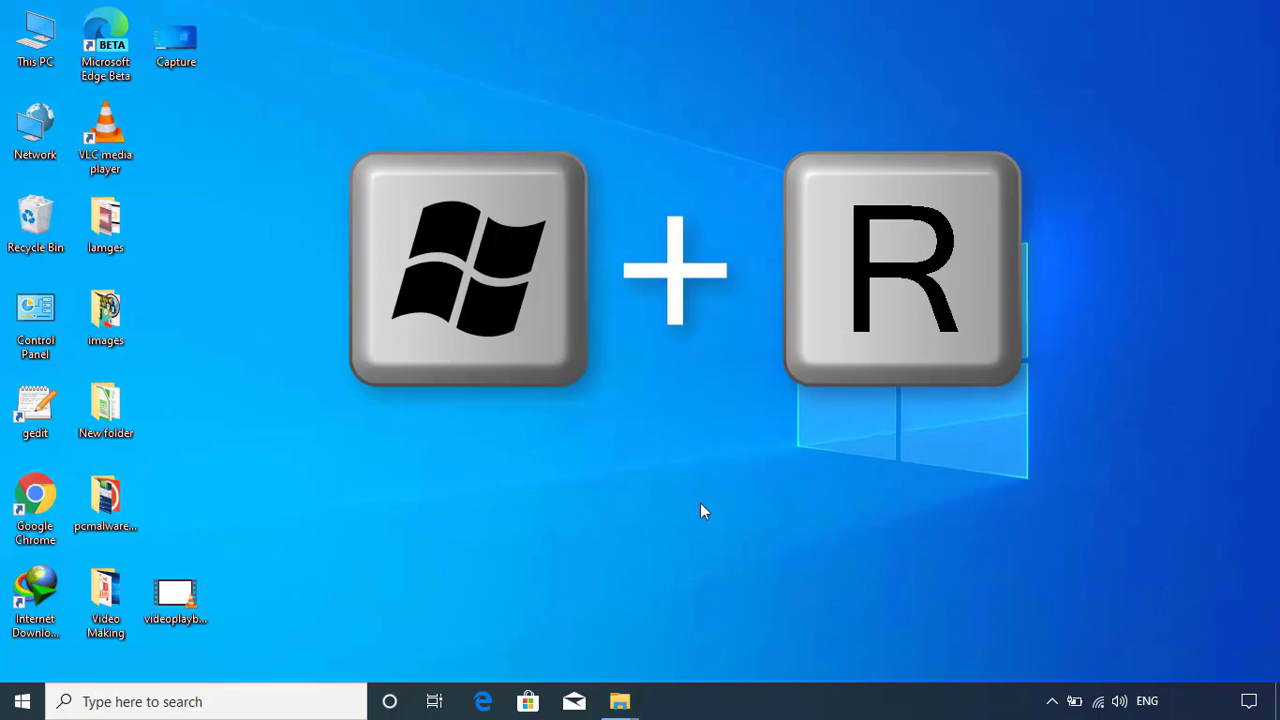 This PC
Microsoft
Edge Beta
BETA
Capture
Network
VLC media
player
Recycle Bin
Iamges
Control
Panel
images
gedit
New folder
Google
Chrome
pcmalware...
Internet
Downlo...
Video
Making
videoplayb...
R
Type here to search
ENG